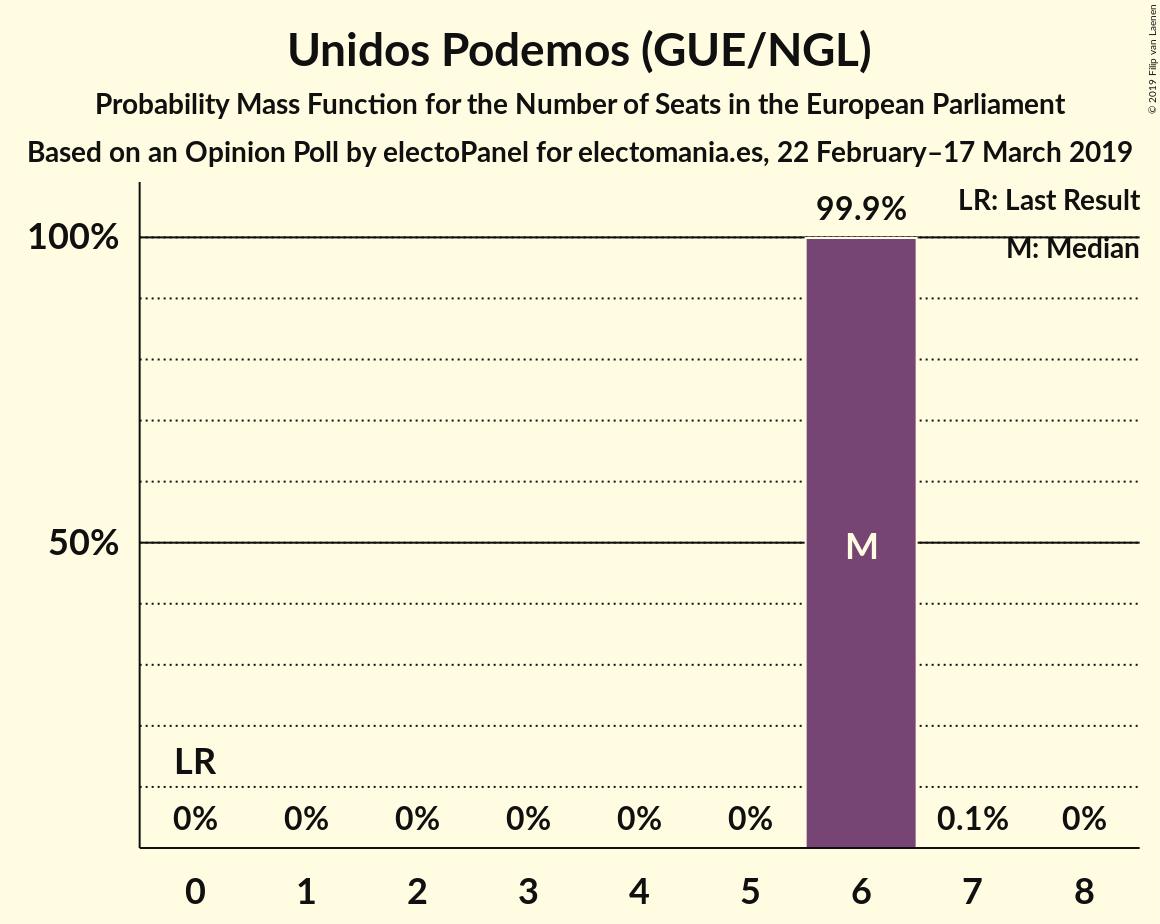 Unidos Podemos (GUE/NGL)
Probability Mass Function for the Number of Seats in the European Parliament
Based on an Opinion Poll by electoPanel for electomania.es, 22 February–17 March 2019
© 2019 Filip van Laenen
LR: Last Result
M: Median
99.9%
100%
50%
M
LR
0% 0% 0% 0% 0% 0% 0.1% 0%
0 1 2 3 4 5 6 7 8